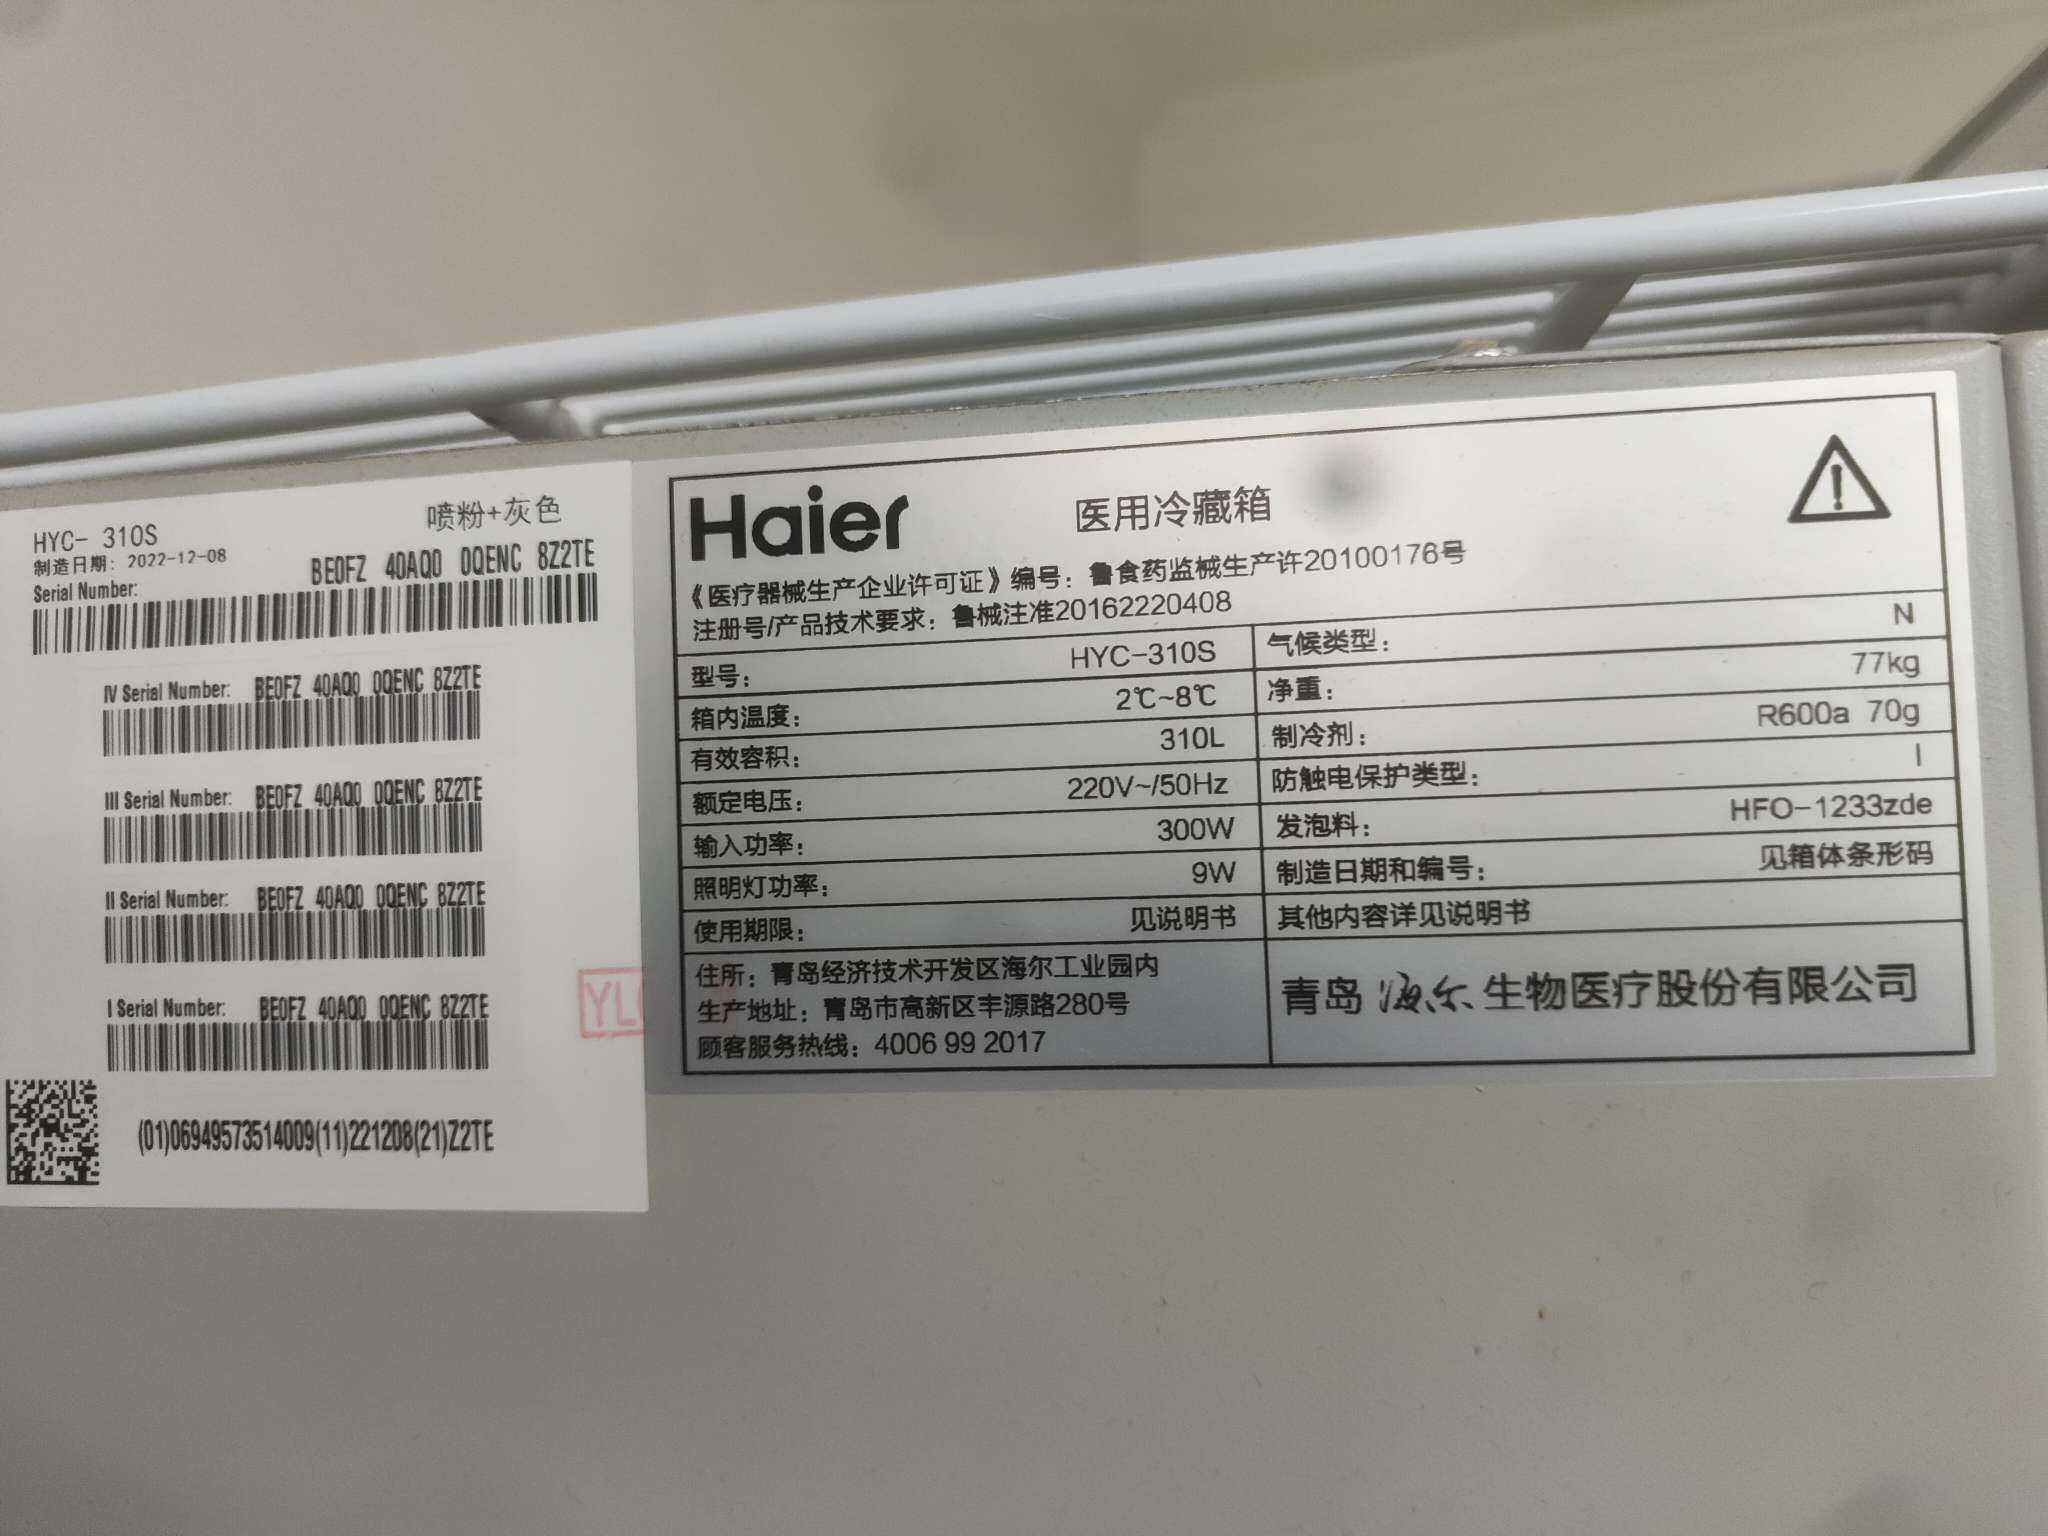 HYC- 310S
喷粉+灰色
制造日期: 2022-12-08
Serial Number:
BE0FZ 40AQ0 0QENC 8Z2TE
IV Serial Number: BE0FZ 40AQ0 0QENC 8Z2TE
III Serial Number: BE0FZ 40AQ0 0QENC 8Z2TE
II Serial Number: BE0FZ 40AQ0 0QENC 8Z2TE
I Serial Number: BE0FZ 40AQ0 0QENC 8Z2TE
(01)06949573514009(11)221208(21)Z2TE
Haier
医用冷藏箱
《医疗器械生产企业许可证》编号：鲁食药监械生产许20100176号
注册号/产品技术要求：鲁械注准20162220408
型号： HYC-310S
气候类型： N
箱内温度： 2℃~8℃
净重： 77kg
有效容积： 310L
制冷剂： R600a 70g
额定电压： 220V~/50Hz
防触电保护类型： I
输入功率： 300W
发泡料： HFO-1233zde
照明灯功率： 9W
制造日期和编号： 见箱体条形码
使用期限： 见说明书
其他内容详见说明书
住所：青岛经济技术开发区海尔工业园内
生产地址：青岛市高新区丰源路280号
顾客服务热线：4006 99 2017
青岛海尔生物医疗股份有限公司